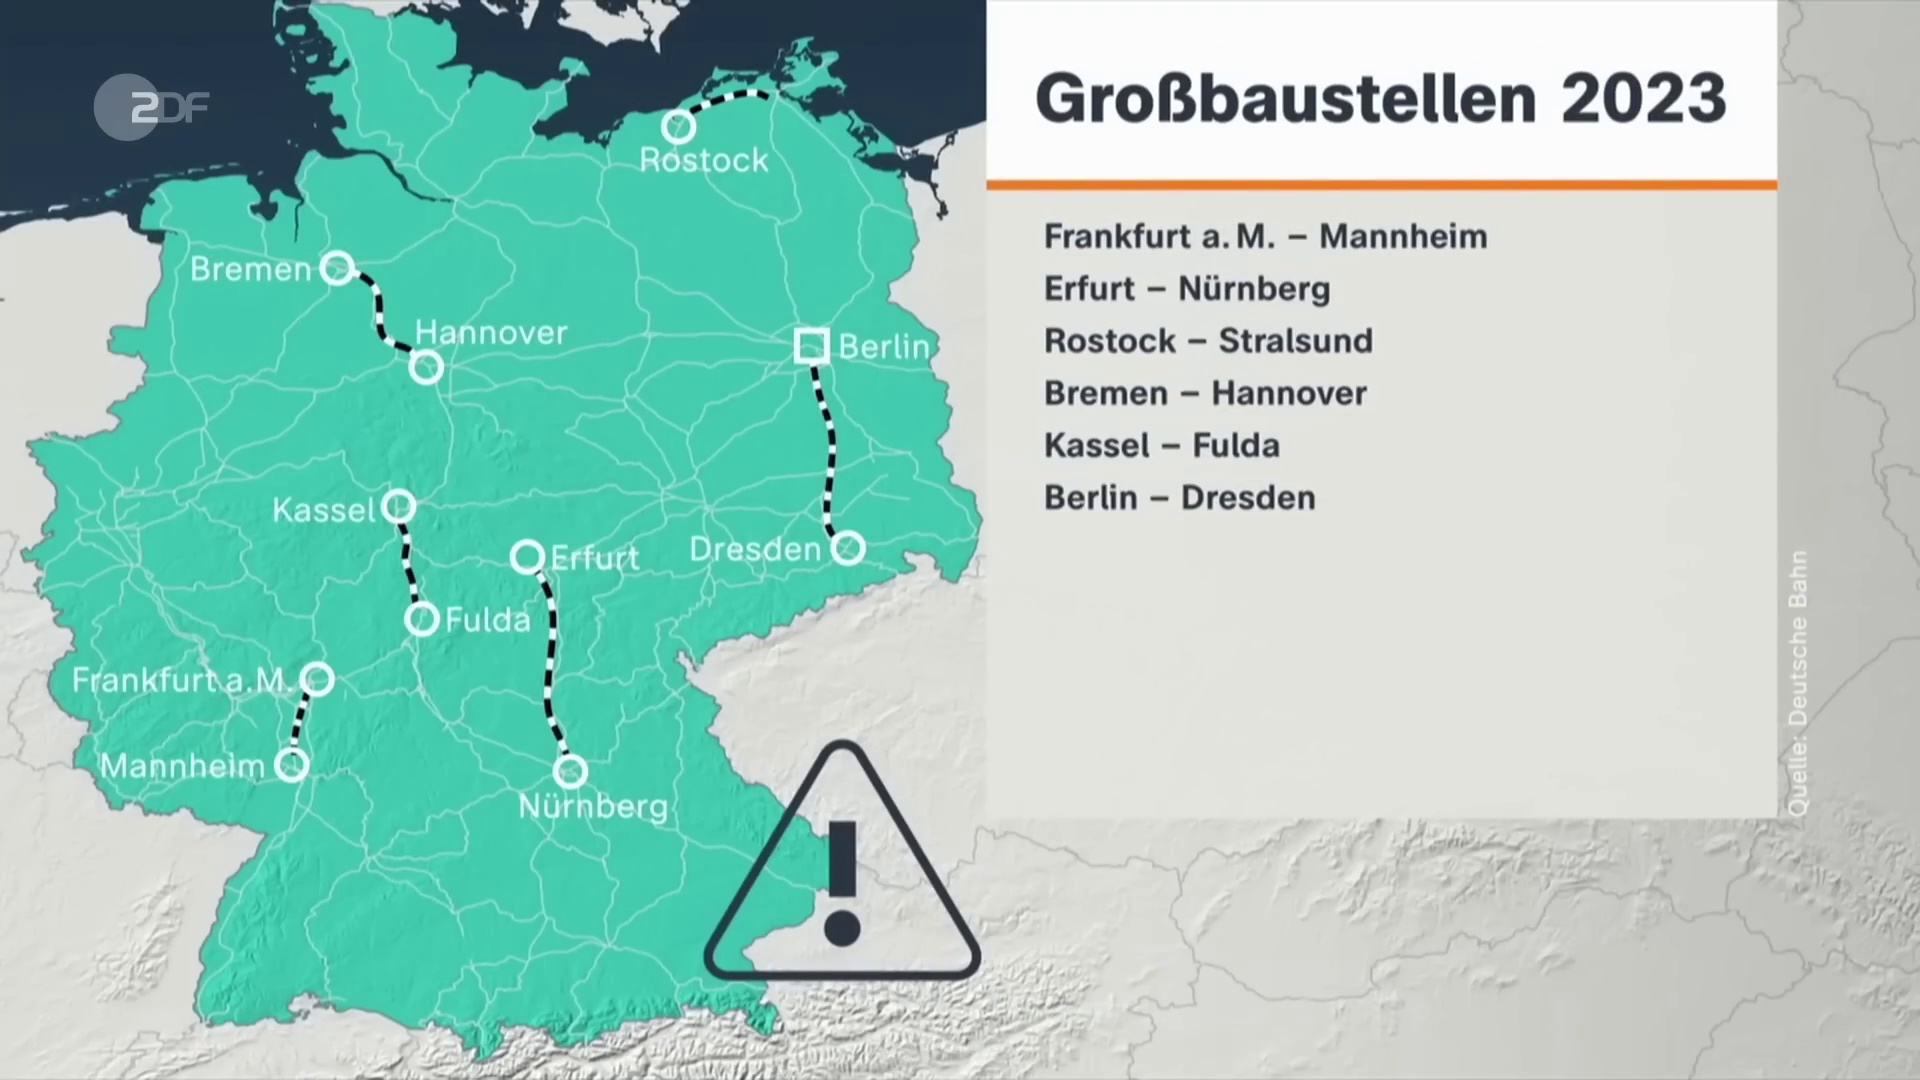 ZDF
Großbaustellen 2023
Frankfurt a. M. – Mannheim
Erfurt – Nürnberg
Rostock – Stralsund
Bremen – Hannover
Kassel – Fulda
Berlin – Dresden
Rostock
Bremen
Hannover
Berlin
Kassel
Erfurt
Dresden
Fulda
Frankfurt a. M.
Mannheim
Nürnberg
!
Quelle: Deutsche Bahn